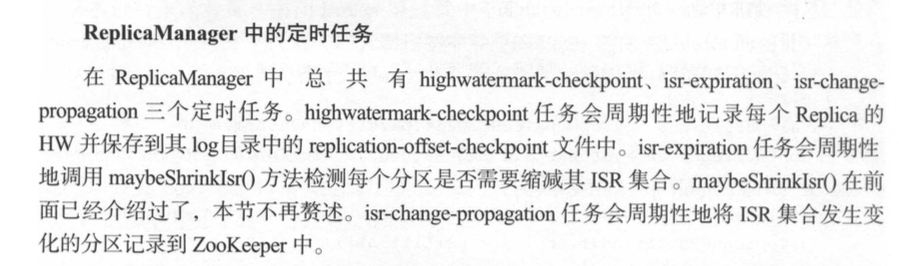 ReplicaManager 中的定时任务
在 ReplicaManager 中 总 共 有 highwatermark-checkpoint、isr-expiration、isr-change-
propagation 三个定时任务。highwatermark-checkpoint 任务会周期性地记录每个 Replica 的
HW 并保存到其 log目录中的 replication-offset-checkpoint 文件中。isr-expiration 任务会周期性
地调用 maybeShrinkIsr() 方法检测每个分区是否需要缩减其 ISR 集合。maybeShrinkIsr() 在前
面已经介绍过了，本节不再赘述。isr-change-propagation 任务会周期性地将 ISR 集合发生变
化的分区记录到 ZooKeeper 中。